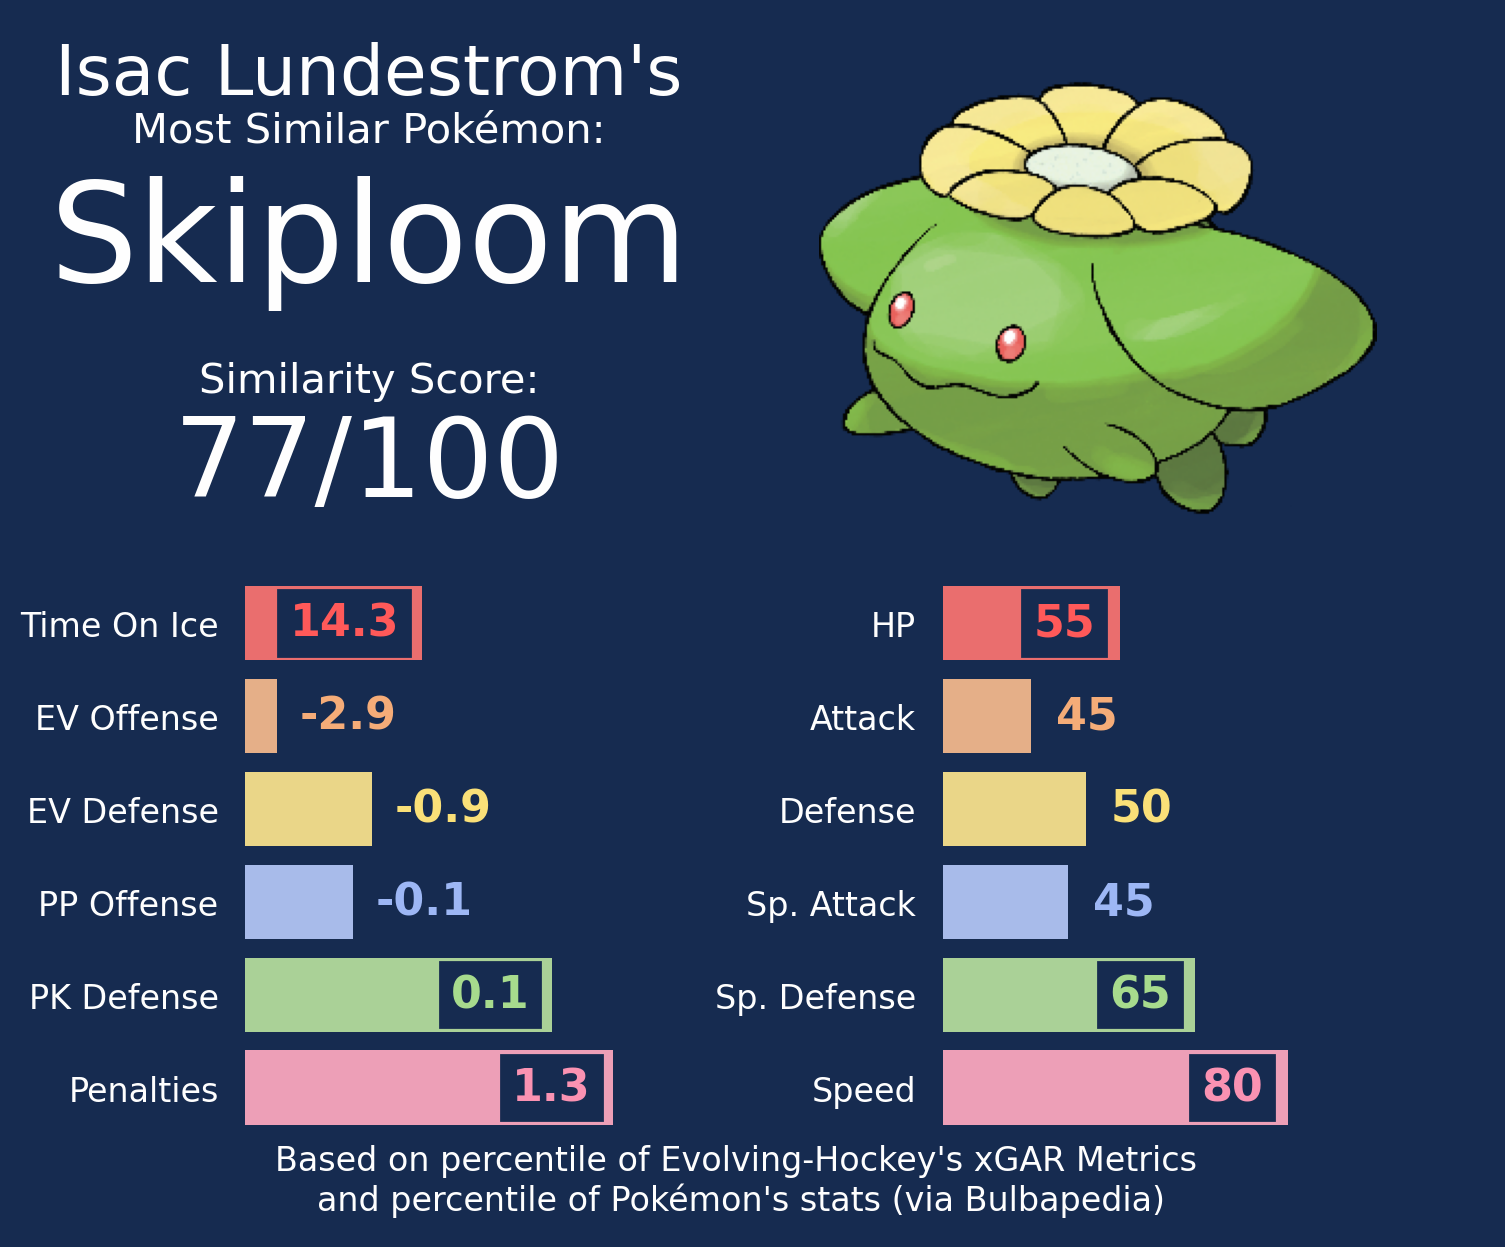 Isac Lundestrom's
Most Similar Pokémon:
Skiploom
Similarity Score:
77/100
Time On Ice 14.3
EV Offense -2.9
EV Defense -0.9
PP Offense -0.1
PK Defense 0.1
Penalties 1.3
HP 55
Attack 45
Defense 50
Sp. Attack 45
Sp. Defense 65
Speed 80
Based on percentile of Evolving-Hockey's xGAR Metrics
and percentile of Pokémon's stats (via Bulbapedia)